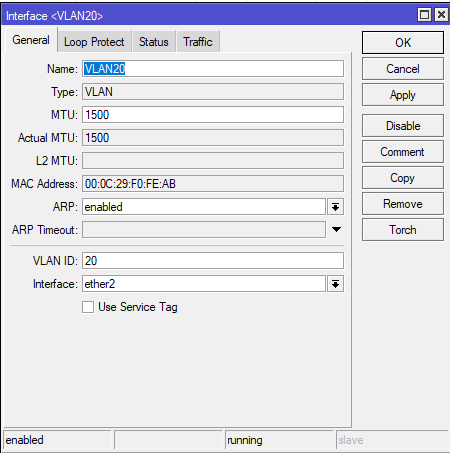 Interface <VLAN20>
General Loop Protect Status Traffic
OK
Name: VLAN20
Cancel
Type: VLAN
Apply
MTU: 1500
Disable
Actual MTU: 1500
Comment
L2 MTU:
Copy
MAC Address: 00:0C:29:F0:FE:AB
Remove
ARP: enabled
Torch
ARP Timeout:
VLAN ID: 20
Interface: ether2
Use Service Tag
enabled running slave